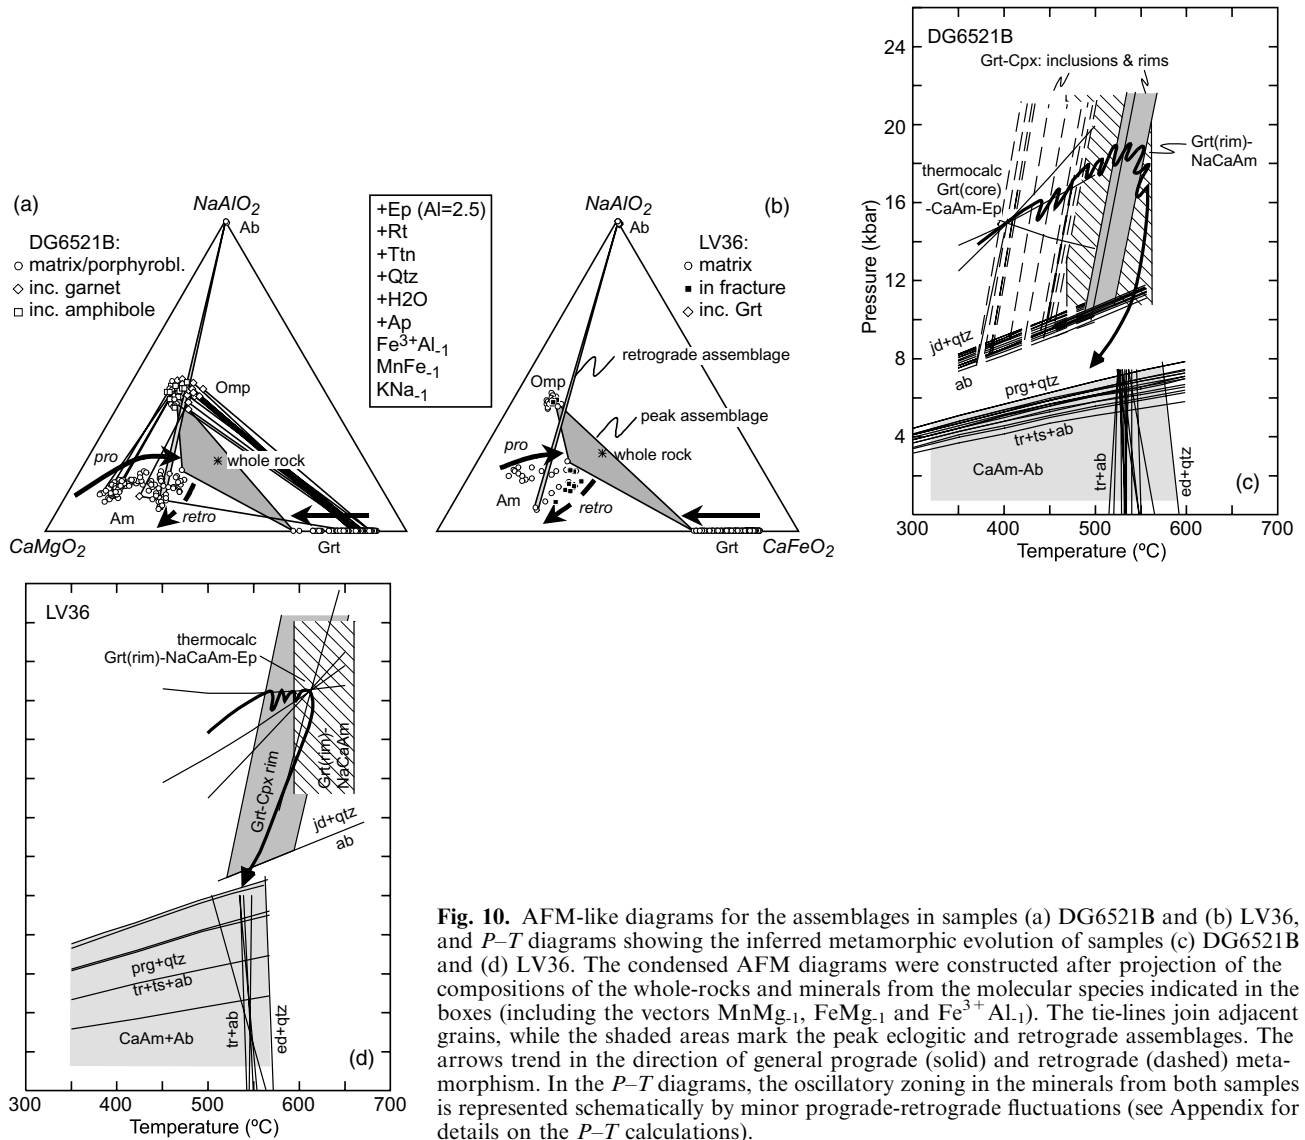 (a)
NaAlO2
Ab
DG6521B:
matrix/porphyrobl.
inc. garnet
inc. amphibole
Omp
pro
whole rock
Am
retro
CaMgO2
Grt
+Ep (Al=2.5)
+Rt
+Ttn
+Qtz
+H2O
+Ap
Fe3+Al-1
MnFe-1
KNa-1
(b)
NaAlO2
Ab
LV36:
matrix
in fracture
inc. Grt
retrograde assemblage
Omp
peak assemblage
pro
whole rock
Am
retro
Grt
CaFeO2
DG6521B
Grt-Cpx: inclusions & rims
24
20
16
12
8
4
Pressure (kbar)
Grt(rim)-
NaCaAm
thermocalc
Grt(core)
-CaAm-Ep
jd+qtz
ab
prg+qtz
tr+ts+ab
CaAm-Ab
tr+ab
ed+qtz
(c)
300 400 500 600 700
Temperature (ºC)
LV36
thermocalc
Grt(rim)-NaCaAm-Ep
Grt-Cpx rim
Grt(rim)-
NaCaAm
jd+qtz
ab
prg+qtz
tr+ts+ab
CaAm+Ab
tr+ab
ed+qtz
(d)
300 400 500 600 700
Temperature (ºC)
Fig. 10. AFM-like diagrams for the assemblages in samples (a) DG6521B and (b) LV36,
and P–T diagrams showing the inferred metamorphic evolution of samples (c) DG6521B
and (d) LV36. The condensed AFM diagrams were constructed after projection of the
compositions of the whole-rocks and minerals from the molecular species indicated in the
boxes (including the vectors MnMg-1, FeMg-1 and Fe3+Al-1). The tie-lines join adjacent
grains, while the shaded areas mark the peak eclogitic and retrograde assemblages. The
arrows trend in the direction of general prograde (solid) and retrograde (dashed) meta-
morphism. In the P–T diagrams, the oscillatory zoning in the minerals from both samples
is represented schematically by minor prograde-retrograde fluctuations (see Appendix for
details on the P–T calculations).